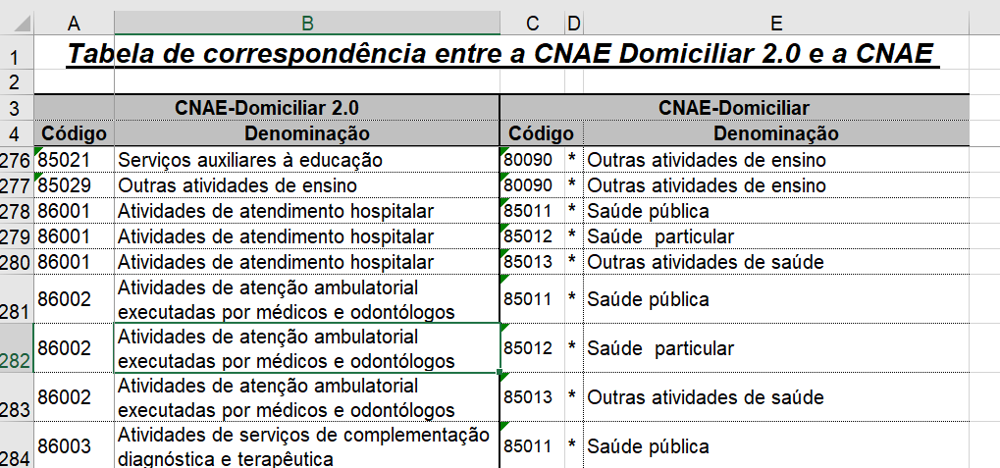 A B C D E
1 Tabela de correspondência entre a CNAE Domiciliar 2.0 e a CNAE
2
3 CNAE-Domiciliar 2.0 CNAE-Domiciliar
4 Código Denominação Código Denominação
276 85021 Serviços auxiliares à educação 80090 * Outras atividades de ensino
277 85029 Outras atividades de ensino 80090 * Outras atividades de ensino
278 86001 Atividades de atendimento hospitalar 85011 * Saúde pública
279 86001 Atividades de atendimento hospitalar 85012 * Saúde  particular
280 86001 Atividades de atendimento hospitalar 85013 * Outras atividades de saúde
281 86002 Atividades de atenção ambulatorial
executadas por médicos e odontólogos 85011 * Saúde pública
282 86002 Atividades de atenção ambulatorial
executadas por médicos e odontólogos 85012 * Saúde  particular
283 86002 Atividades de atenção ambulatorial
executadas por médicos e odontólogos 85013 * Outras atividades de saúde
284 86003 Atividades de serviços de complementação
diagnóstica e terapêutica 85011 * Saúde pública